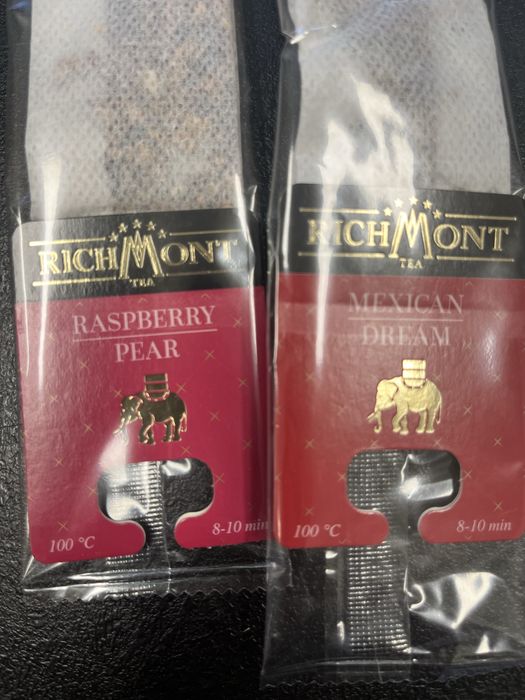 RICHMONT
TEA
RASPBERRY
PEAR
100 °C
8-10 min
RICHMONT
TEA
MEXICAN
DREAM
100 °C
8-10 min